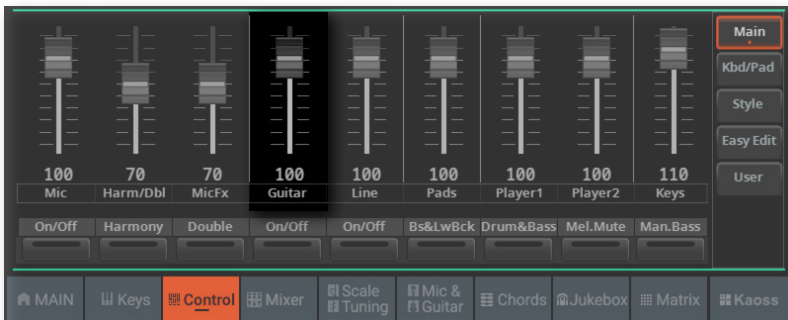 Main
Kbd/Pad
Style
Easy Edit
User
100 70 70 100 100 100 100 100 110
Mic Harm/Dbl MicFx Guitar Line Pads Player1 Player2 Keys
On/Off Harmony Double On/Off On/Off Bs&LwBck Drum&Bass Mel.Mute Man.Bass
MAIN Keys Control Mixer Scale Tuning Mic & Guitar Chords Jukebox Matrix Kaoss